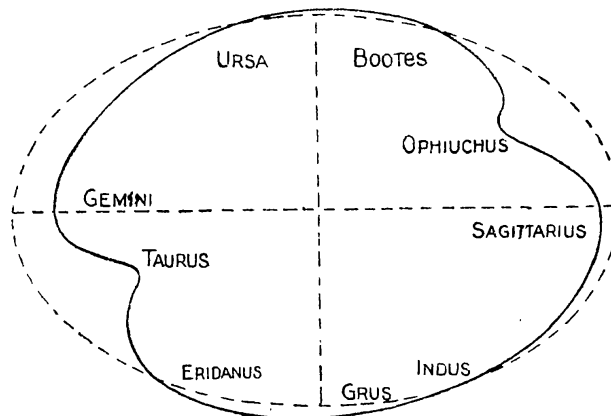 URSA
BOOTES
OPHIUCHUS
GEMINI
SAGITTARIUS
TAURUS
ERIDANUS
INDUS
GRUS